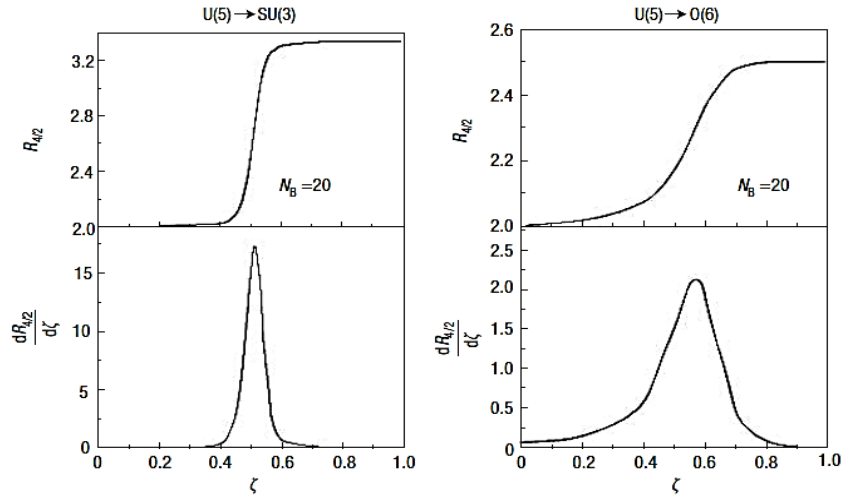 U(5)→SU(3)
3.2
2.8
2.4
2.0
R4/2
NB =20
15
10
5
0
dR4/2
dζ
0 0.2 0.4 0.6 0.8 1.0
ζ
U(5)→O(6)
2.6
2.4
2.2
2.0
R4/2
NB =20
2.5
2.0
1.5
1.0
0.5
0
dR4/2
dζ
0 0.2 0.4 0.6 0.8 1.0
ζ